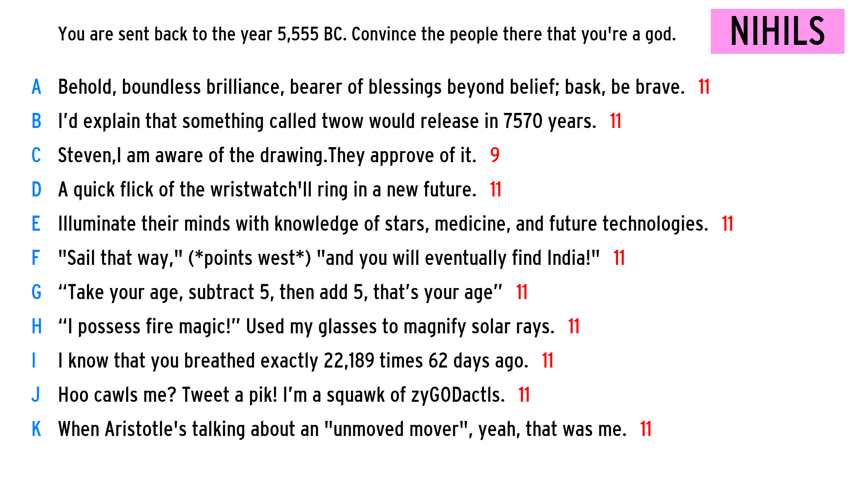 You are sent back to the year 5,555 BC. Convince the people there that you're a god.
NIHILS
A Behold, boundless brilliance, bearer of blessings beyond belief; bask, be brave. 11
B I'd explain that something called twow would release in 7570 years. 11
C Steven,I am aware of the drawing.They approve of it. 9
D A quick flick of the wristwatch'll ring in a new future. 11
E Illuminate their minds with knowledge of stars, medicine, and future technologies. 11
F "Sail that way," (*points west*) "and you will eventually find India!" 11
G “Take your age, subtract 5, then add 5, that’s your age” 11
H “I possess fire magic!” Used my glasses to magnify solar rays. 11
I I know that you breathed exactly 22,189 times 62 days ago. 11
J Hoo cawls me? Tweet a pik! I’m a squawk of zyGODactls. 11
K When Aristotle's talking about an "unmoved mover", yeah, that was me. 11